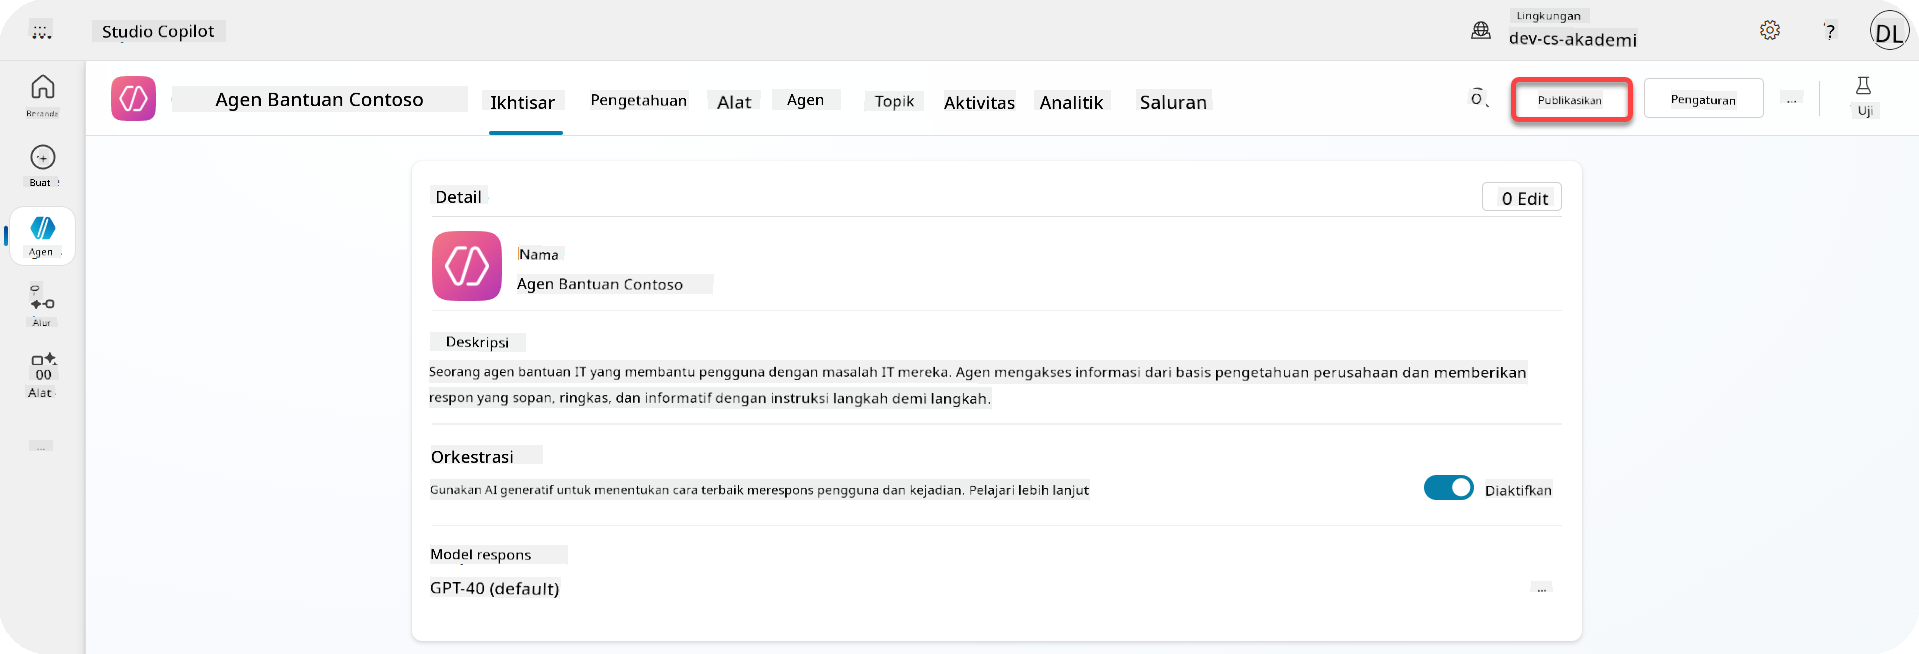 Studio Copilot
Lingkungan
dev-cs-akademi
?
DL
Beranda
Buat
Agen
Alur
Alat
Agen Bantuan Contoso
Ikhtisar
Pengetahuan
Alat
Agen
Topik
Aktivitas
Analitik
Saluran
Publikasikan
Pengaturan
...
Uji
Detail
0 Edit
Nama
Agen Bantuan Contoso
Deskripsi
Seorang agen bantuan IT yang membantu pengguna dengan masalah IT mereka. Agen mengakses informasi dari basis pengetahuan perusahaan dan memberikan
respon yang sopan, ringkas, dan informatif dengan instruksi langkah demi langkah.
Orkestrasi
Gunakan AI generatif untuk menentukan cara terbaik merespons pengguna dan kejadian. Pelajari lebih lanjut
Diaktifkan
Model respons
GPT-40 (default)
...